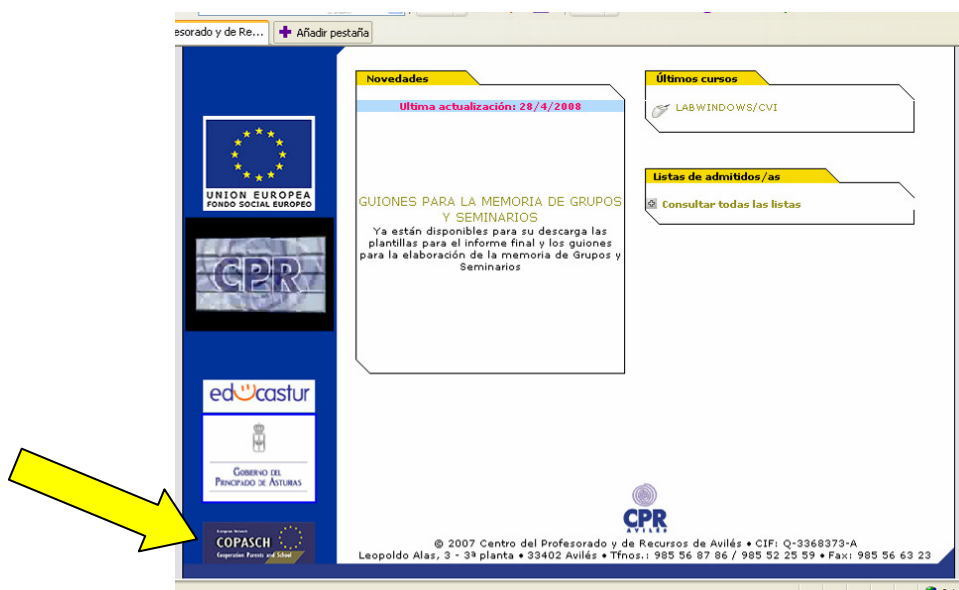 esorado y de Re...
Añadir pestaña
UNION EUROPEA
FONDO SOCIAL EUROPEO
CPR
educastur
GOBIERNO DEL
PRINCIPADO DE ASTURIAS
European Network
COPASCH
Cooperation Parents and School
Novedades
Ultima actualización: 28/4/2008
GUIONES PARA LA MEMORIA DE GRUPOS
Y SEMINARIOS
Ya están disponibles para su descarga las
plantillas para el informe final y los guiones
para la elaboración de la memoria de Grupos y
Seminarios
Últimos cursos
LABWINDOWS/CVI
Listas de admitidos/as
Consultar todas las listas
CPR
AVILÉS
© 2007 Centro del Profesorado y de Recursos de Avilés • CIF: Q-3368373-A
Leopoldo Alas, 3 - 3ª planta • 33402 Avilés • Tfnos.: 985 56 87 86 / 985 52 25 59 • Fax: 985 56 63 23